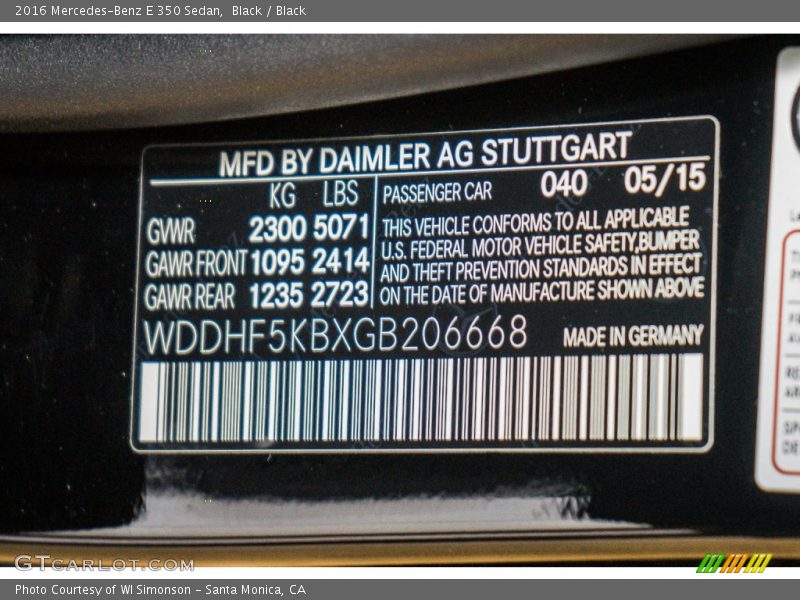 2016 Mercedes-Benz E 350 Sedan, Black / Black
MFD BY DAIMLER AG STUTTGART
KG LBS
GWR 2300 5071
GAWR FRONT 1095 2414
GAWR REAR 1235 2723
PASSENGER CAR 040 05/15
THIS VEHICLE CONFORMS TO ALL APPLICABLE
U.S. FEDERAL MOTOR VEHICLE SAFETY,BUMPER
AND THEFT PREVENTION STANDARDS IN EFFECT
ON THE DATE OF MANUFACTURE SHOWN ABOVE
WDDHF5KBXGB206668
MADE IN GERMANY
GTCARLOT.COM
Photo Courtesy of WI Simonson - Santa Monica, CA